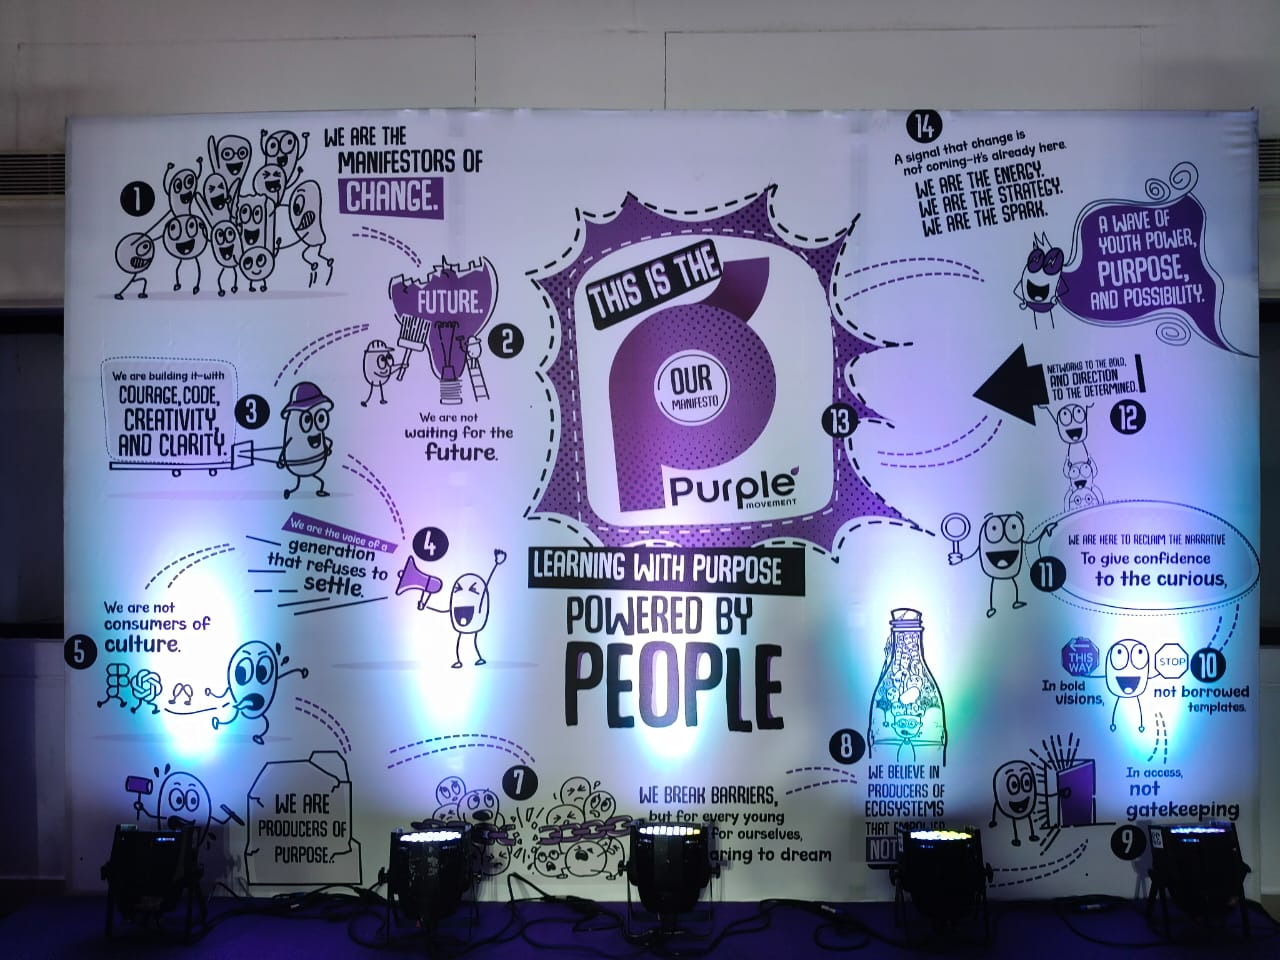 1
WE ARE THE
MANIFESTORS OF
CHANGE.
FUTURE.
2
We are not
waiting for the
future.
We are building it–with
COURAGE, CODE,
CREATIVITY,
AND CLARITY.
3
We are the voice of a
generation
that refuses to
settle.
4
We are not
consumers of
culture.
5
WE ARE
PRODUCERS OF
PURPOSE.
7
WE BREAK BARRIERS,
but for every young
for ourselves,
to dream
8
WE BELIEVE IN
PRODUCERS OF
ECOSYSTEMS
THAT EMPOWER
NOT
9
In access,
not
gatekeeping
THIS
WAY
STOP
10
In bold
visions,
not borrowed
templates.
11
WE ARE HERE TO RECLAIM THE NARRATIVE
To give confidence
to the curious,
NETWORKS TO THE BOLD,
AND DIRECTION
TO THE DETERMINED.
12
13
14
A signal that change is
not coming–it's already here.
WE ARE THE ENERGY.
WE ARE THE STRATEGY.
WE ARE THE SPARK.
A WAVE OF
YOUTH POWER,
PURPOSE,
AND POSSIBILITY.
THIS IS THE
OUR
MANIFESTO
Purple
MOVEMENT
LEARNING WITH PURPOSE
POWERED BY
PEOPLE